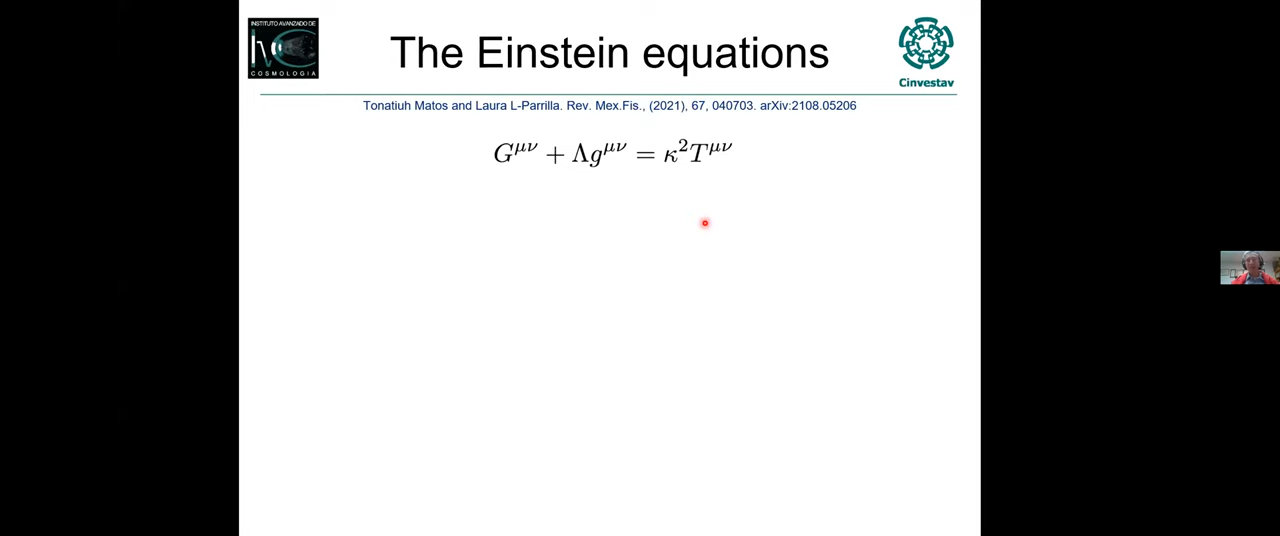 INSTITUTO AVANZADO DE
COSMOLOGIA
The Einstein equations
Cinvestav
Tonatiuh Matos and Laura L-Parrilla. Rev. Mex.Fis., (2021), 67, 040703. arXiv:2108.05206
G^{μν} + Λg^{μν} = κ²T^{μν}